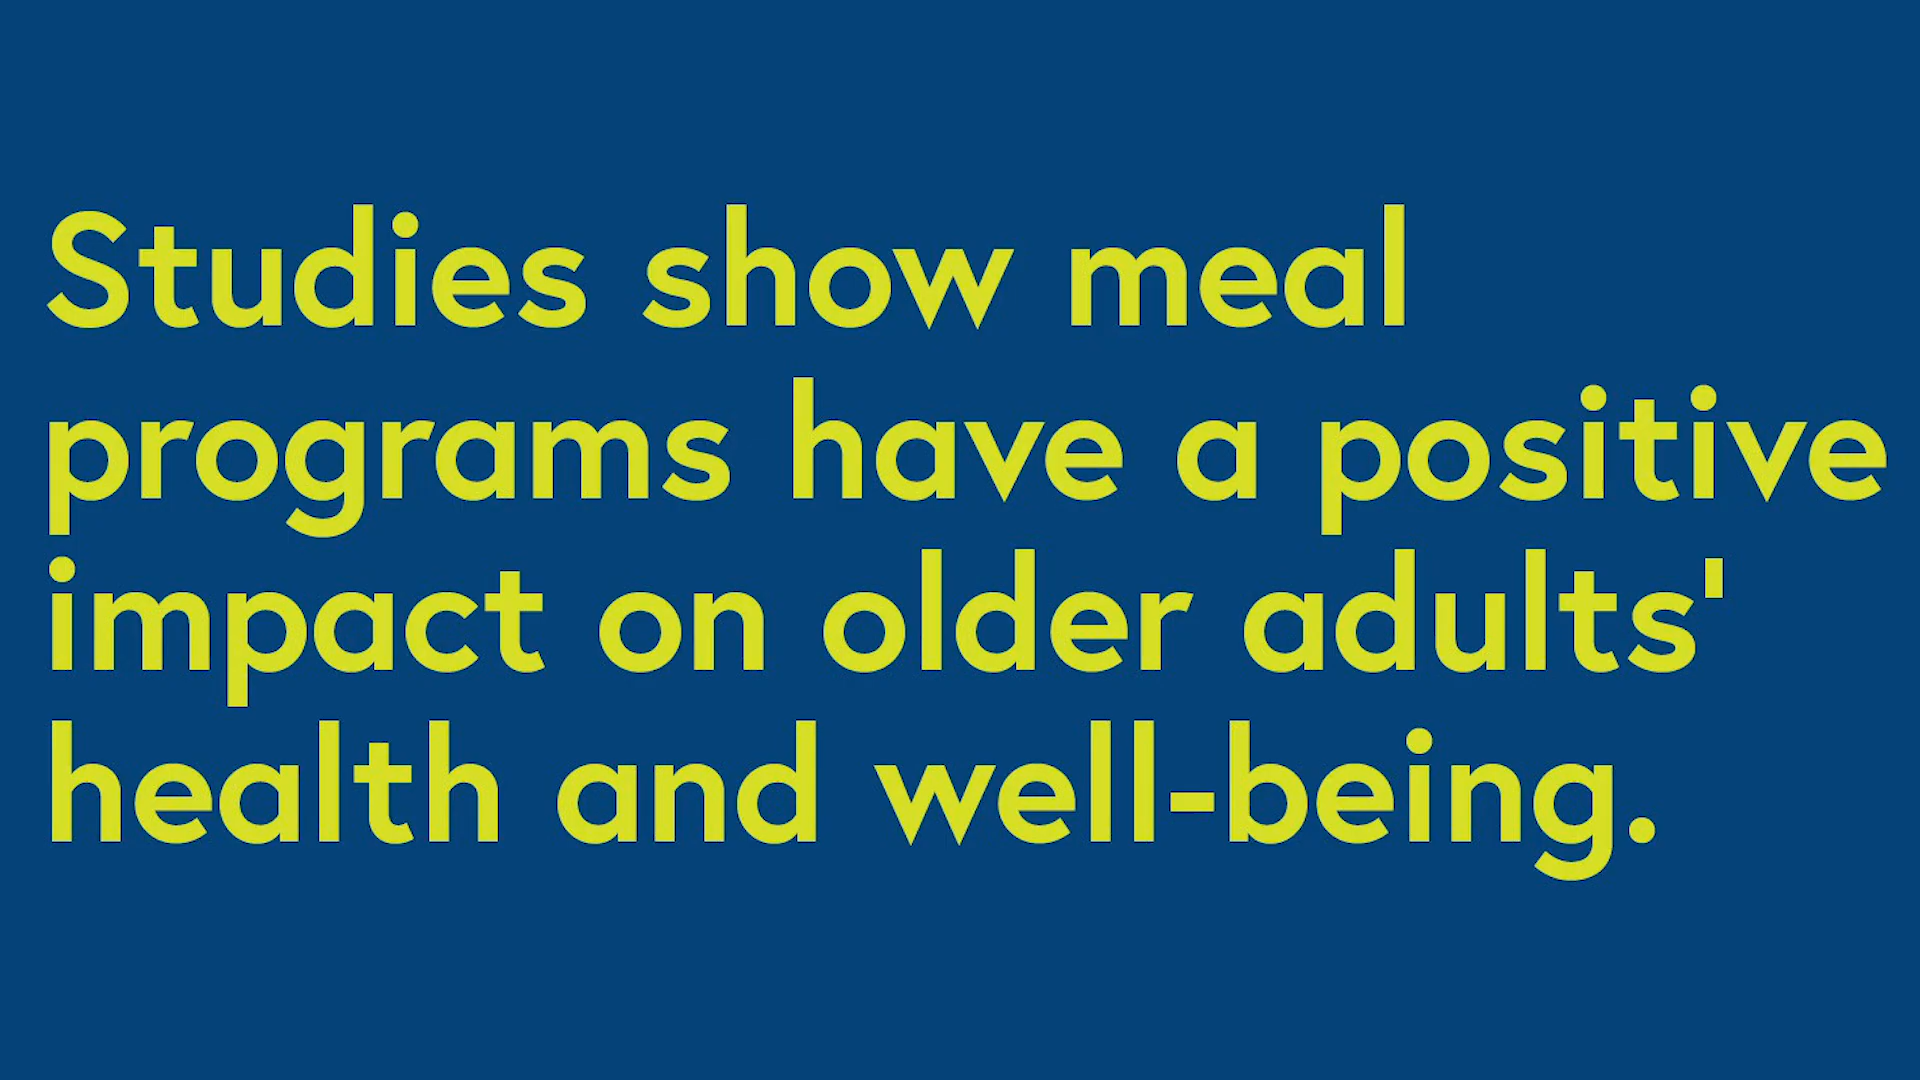 Studies show meal
programs have a positive
impact on older adults'
health and well-being.